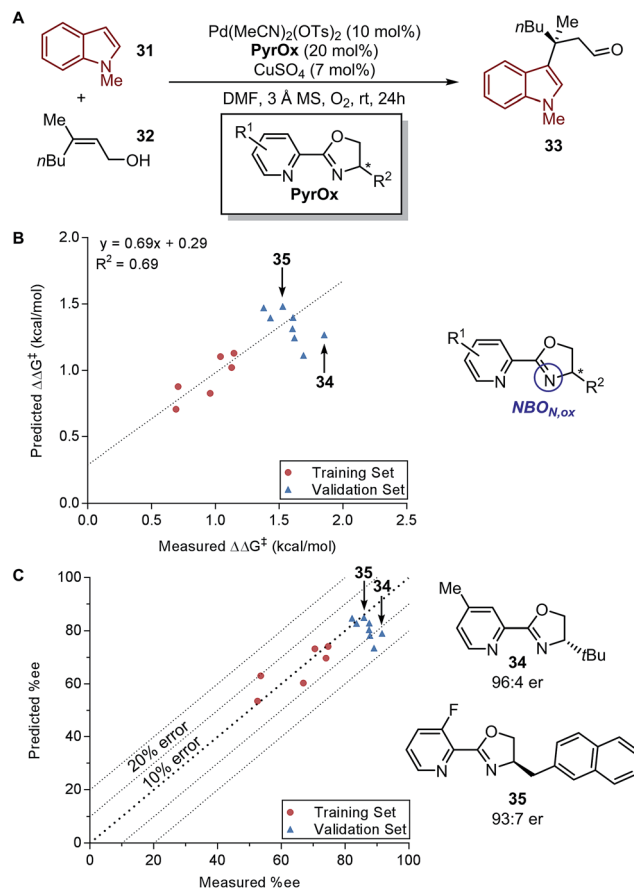 A
31
N
Me
+
Me
32
nBu
OH
Pd(MeCN)2(OTs)2 (10 mol%)
PyrOx (20 mol%)
CuSO4 (7 mol%)
DMF, 3 Å MS, O2, rt, 24h
R1
O
N
N
*
R2
PyrOx
nBu
Me
O
N
Me
33
B
y = 0.69x + 0.29
R2 = 0.69
35
34
Predicted ΔΔG‡ (kcal/mol)
2.0
1.5
1.0
0.5
0.0
0.0
0.5
1.0
1.5
2.0
2.5
Training Set
Validation Set
Measured ΔΔG‡ (kcal/mol)
R1
O
N
N
*
R2
NBON,ox
C
35
34
Predicted %ee
100
80
60
40
20
0
20% error
10% error
Training Set
Validation Set
0
20
40
60
80
100
Measured %ee
Me
O
N
N
tBu
34
96:4 er
F
O
N
N
35
93:7 er